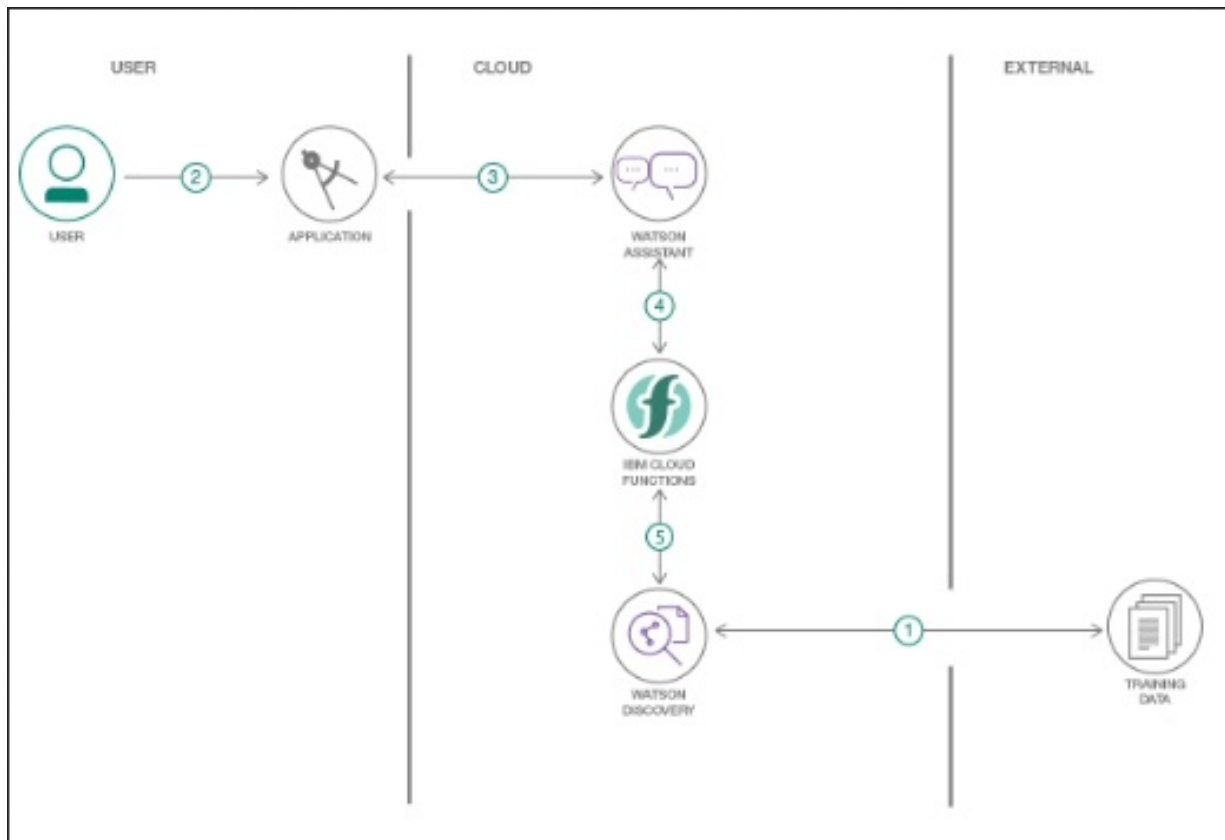 USER
CLOUD
EXTERNAL
2
3
USER
APPLICATION
WATSON
ASSISTANT
4
IBM CLOUD
FUNCTIONS
5
1
WATSON
DISCOVERY
TRAINING
DATA